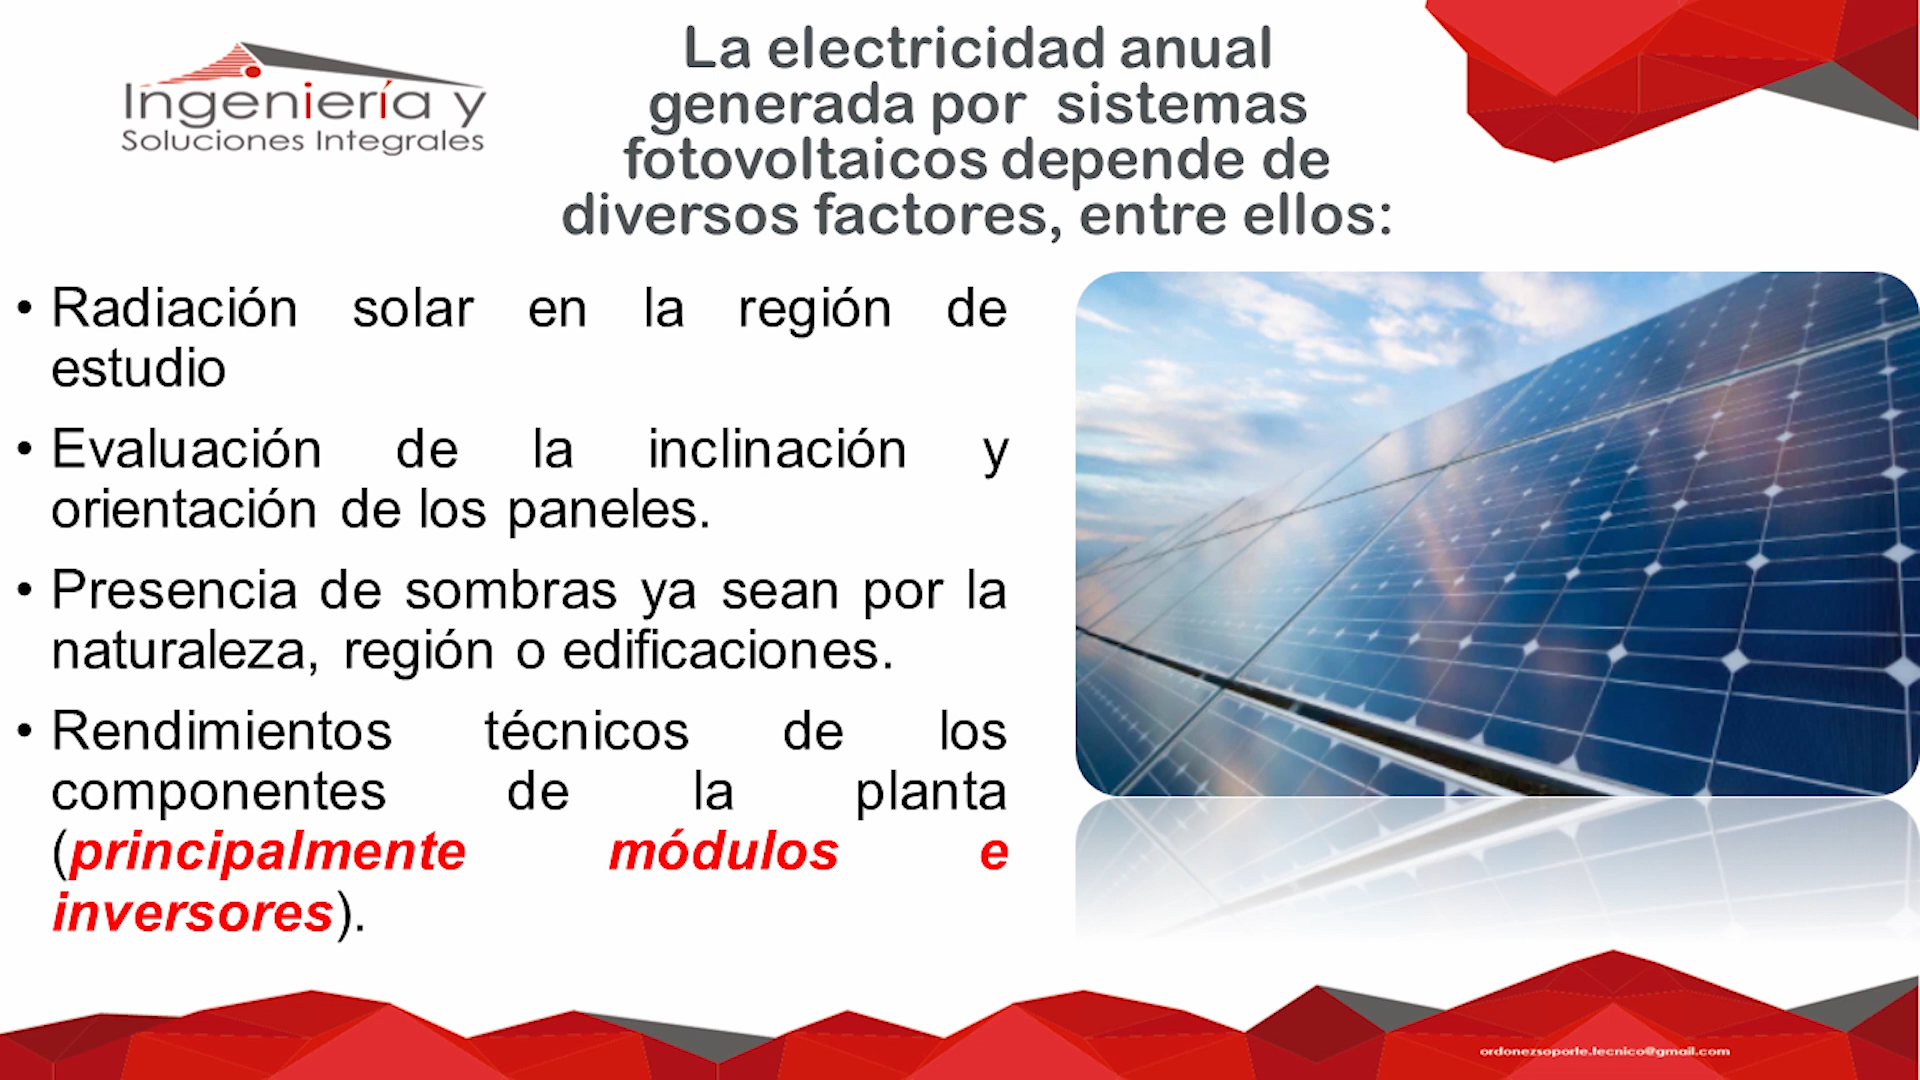 Ingeniería y
Soluciones Integrales
La electricidad anual
generada por sistemas
fotovoltaicos depende de
diversos factores, entre ellos:
• Radiación solar en la región de
estudio
• Evaluación de la inclinación y
orientación de los paneles.
• Presencia de sombras ya sean por la
naturaleza, región o edificaciones.
• Rendimientos técnicos de los
componentes de la planta
(principalmente módulos e
inversores).
ordonezsoporte.tecnico@gmail.com